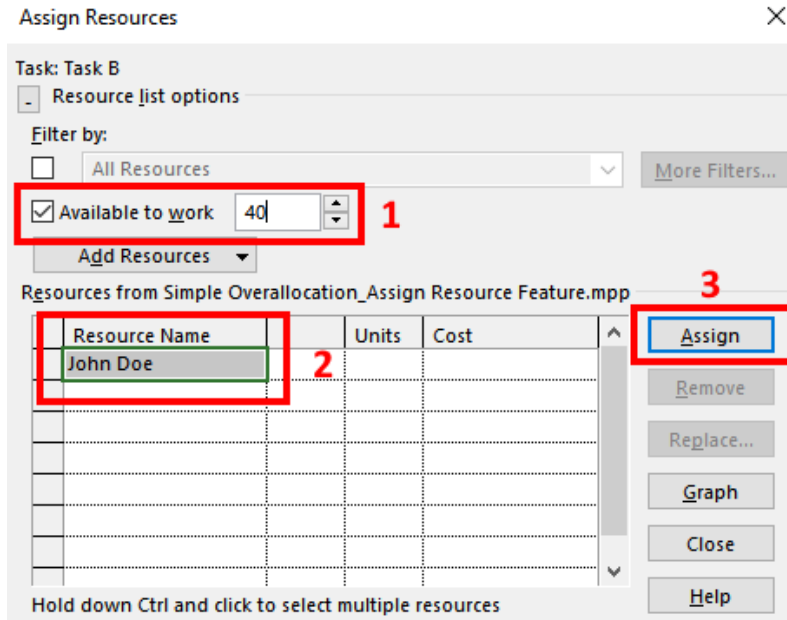 Assign Resources
Task: Task B
- Resource list options
Filter by:
All Resources
More Filters...
Available to work 40 1
Add Resources
Resources from Simple Overallocation_Assign Resource Feature.mpp
3
Resource Name Units Cost
Assign
John Doe
2
Remove
Replace...
Graph
Close
Help
Hold down Ctrl and click to select multiple resources